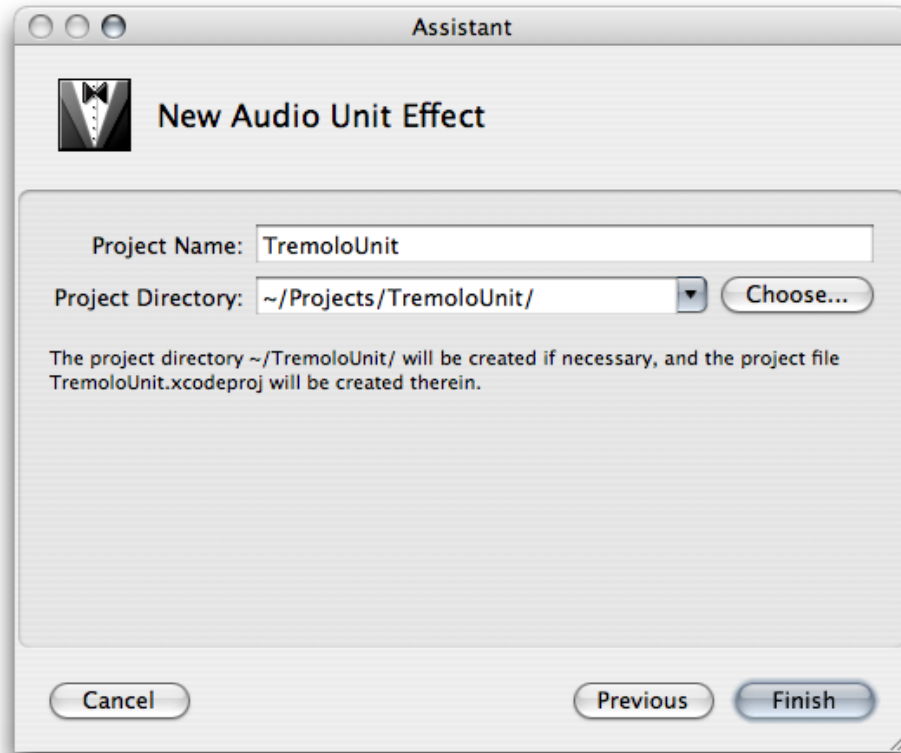 Assistant
New Audio Unit Effect
Project Name: TremoloUnit
Project Directory: ~/Projects/TremoloUnit/ Choose...
The project directory ~/TremoloUnit/ will be created if necessary, and the project file
TremoloUnit.xcodeproj will be created therein.
Cancel Previous Finish